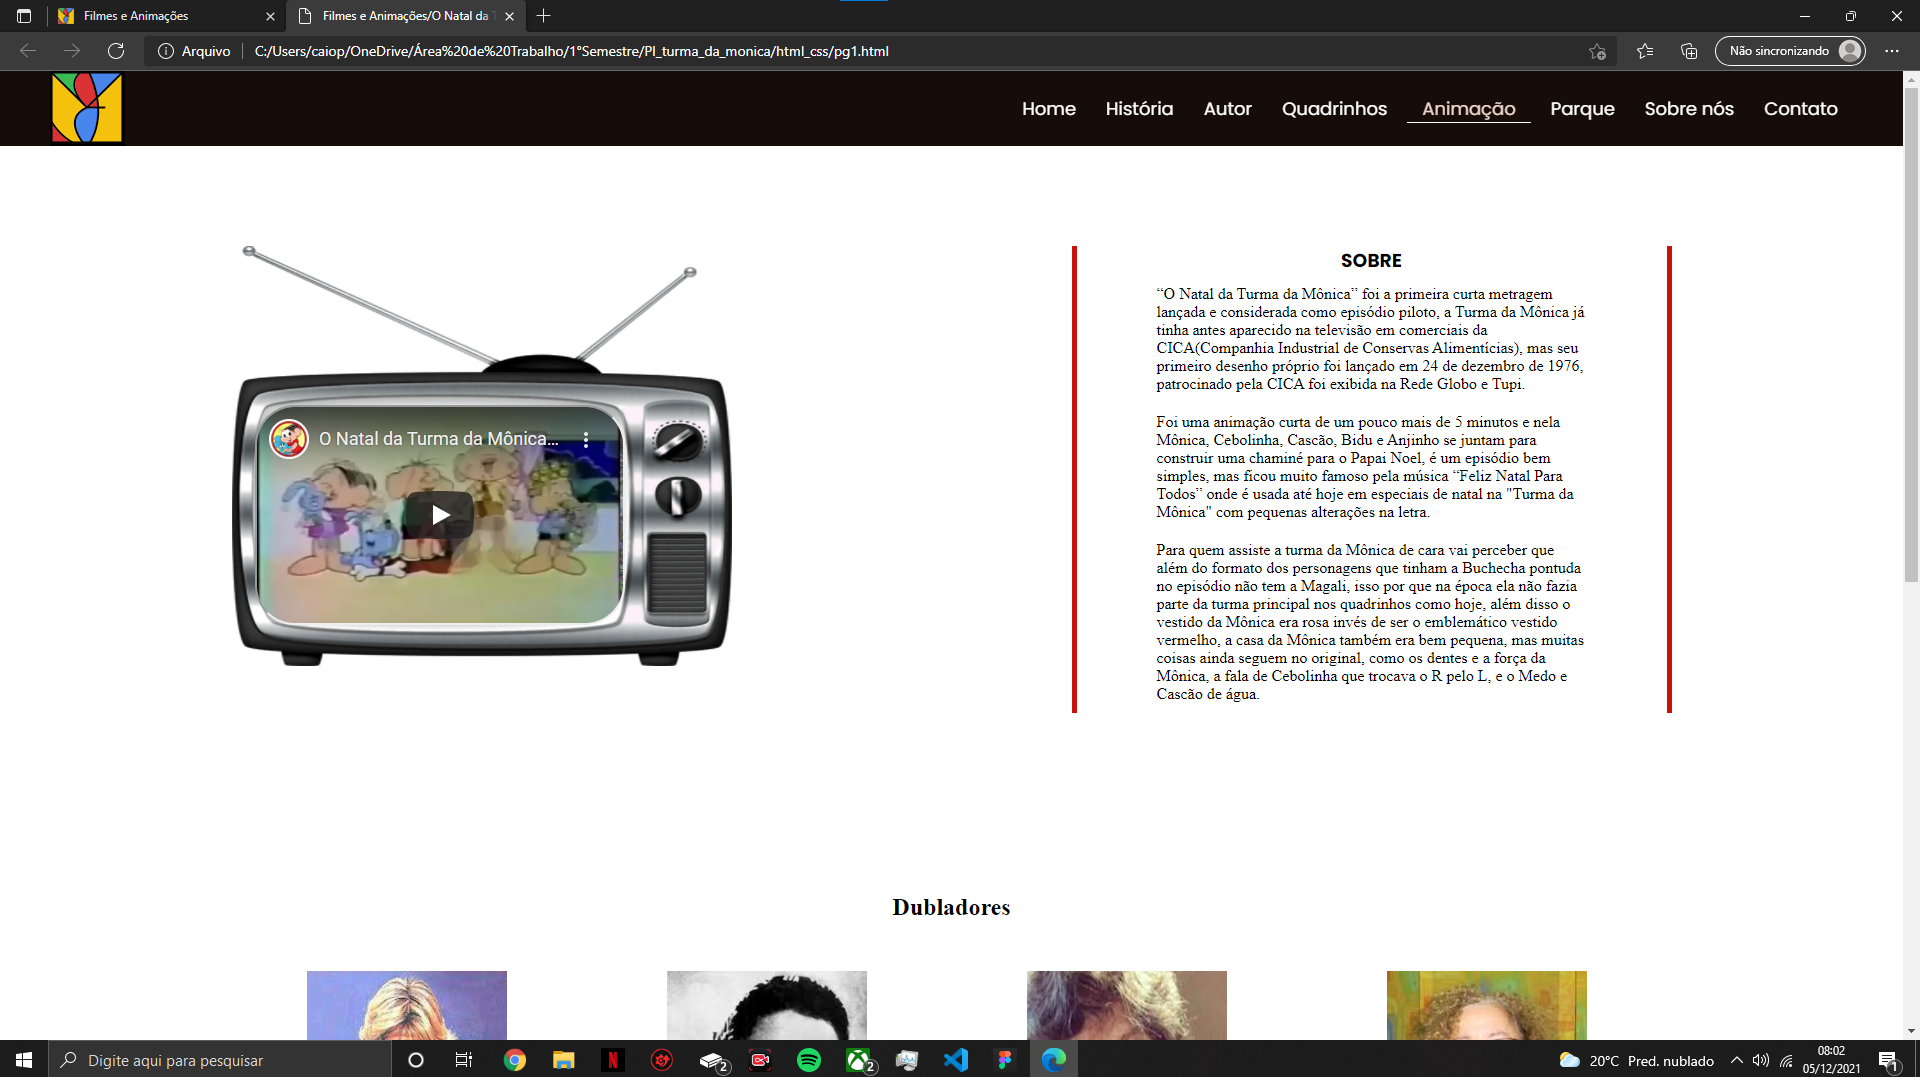 Filmes e Animações
Filmes e Animações/O Natal da T
Arquivo
C:/Users/caiop/OneDrive/Área%20de%20Trabalho/1°Semestre/PI_turma_da_monica/html_css/pg1.html
Não sincronizando
Home História Autor Quadrinhos Animação Parque Sobre nós Contato
O Natal da Turma da Mônica...
SOBRE
“O Natal da Turma da Mônica” foi a primeira curta metragem
lançada e considerada como episódio piloto, a Turma da Mônica já
tinha antes aparecido na televisão em comerciais da
CICA(Companhia Industrial de Conservas Alimentícias), mas seu
primeiro desenho próprio foi lançado em 24 de dezembro de 1976,
patrocinado pela CICA foi exibida na Rede Globo e Tupi.
Foi uma animação curta de um pouco mais de 5 minutos e nela
Mônica, Cebolinha, Cascão, Bidu e Anjinho se juntam para
construir uma chaminé para o Papai Noel, é um episódio bem
simples, mas ficou muito famoso pela música “Feliz Natal Para
Todos” onde é usada até hoje em especiais de natal na "Turma da
Mônica" com pequenas alterações na letra.
Para quem assiste a turma da Mônica de cara vai perceber que
além do formato dos personagens que tinham a Buchecha pontuda
no episódio não tem a Magali, isso por que na época ela não fazia
parte da turma principal nos quadrinhos como hoje, além disso o
vestido da Mônica era rosa invés de ser o emblemático vestido
vermelho, a casa da Mônica também era bem pequena, mas muitas
coisas ainda seguem no original, como os dentes e a força da
Mônica, a fala de Cebolinha que trocava o R pelo L, e o Medo e
Cascão de água.
Dubladores
Digite aqui para pesquisar
2
2
20°C Pred. nublado
08:02
05/12/2021
1